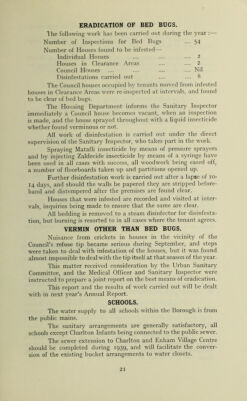 ERADICATION OF BED BUGS.
The following work has been carried out during the year :—
Number of Inspections for Bed Bugs ... 54
Number of Houses found to be infested—
Individual Houses ... ... ... 2
Houses in Clearance Areas ... ... 2
Council Houses ... ... ... ... Nil
Disinfestations carried out ... ... 8
The Council houses occupied by tenants moved from infested
houses in Clearance Areas were re-inspected at intervals, and found
to be clear of bed bugs.
The Housing Department informs the Sanitary Inspector
immediately a Council house becomes vacant, when an inspection
is made, and the house sprayed throughout with a liquid insecticide
whether found verminous or not.
All work of disinfestation is carried out under the direct
supervision of the Sanitary Inspector, who takes part in the work.
Spraying Matalli insecticide by means of pressure sprayers
and by injecting Zaldecide insecticide by means of a syringe have
been used in all cases with success, all woodwork being eased off,
a number of floorboards taken up and partitions opened up.
Further disinfestation work is carried out after a lapse of 10-
14 days, and should the walls be papered they are stripped before-
hand and distempered after the premises are found clear.
Houses that were infested are recorded and visited at inter-
vals, inquiries being made to ensure that the same are clear.
All bedding is removed to a steam disinfector for disinfesta-
tion, but burning is resorted to in all cases where the tenant agrees.
VERMIN OTHER THAN BED BUGS.
Nuisance from crickets in houses in the vicinity of the
Council's refuse tip became serious during September, and steps
were taken to deal with infestation of the houses, but it was found
almost impossible to deal with the tip itself at that season of the year.
This matter received consideration by the Urban Sanitary
Committee, and the Medical Officer and Sanitary Inspector were
instructed to prepare a joint report on the best means of eradication.
This report and the results of work carried out will be dealt
with in next year's Annual Report.
SCHOOLS.
The water supply to all schools within the Borough is from
the public mains.
The sanitary arrangements are generally satisfactory, all
schools except Charlton Infants being connected to the public sewer.
The sewer extension to Charlton and Enham Village Centre
should be completed during 1939, and will facilitate the conver-
sion of the existing bucket arrangements to water closets.
21